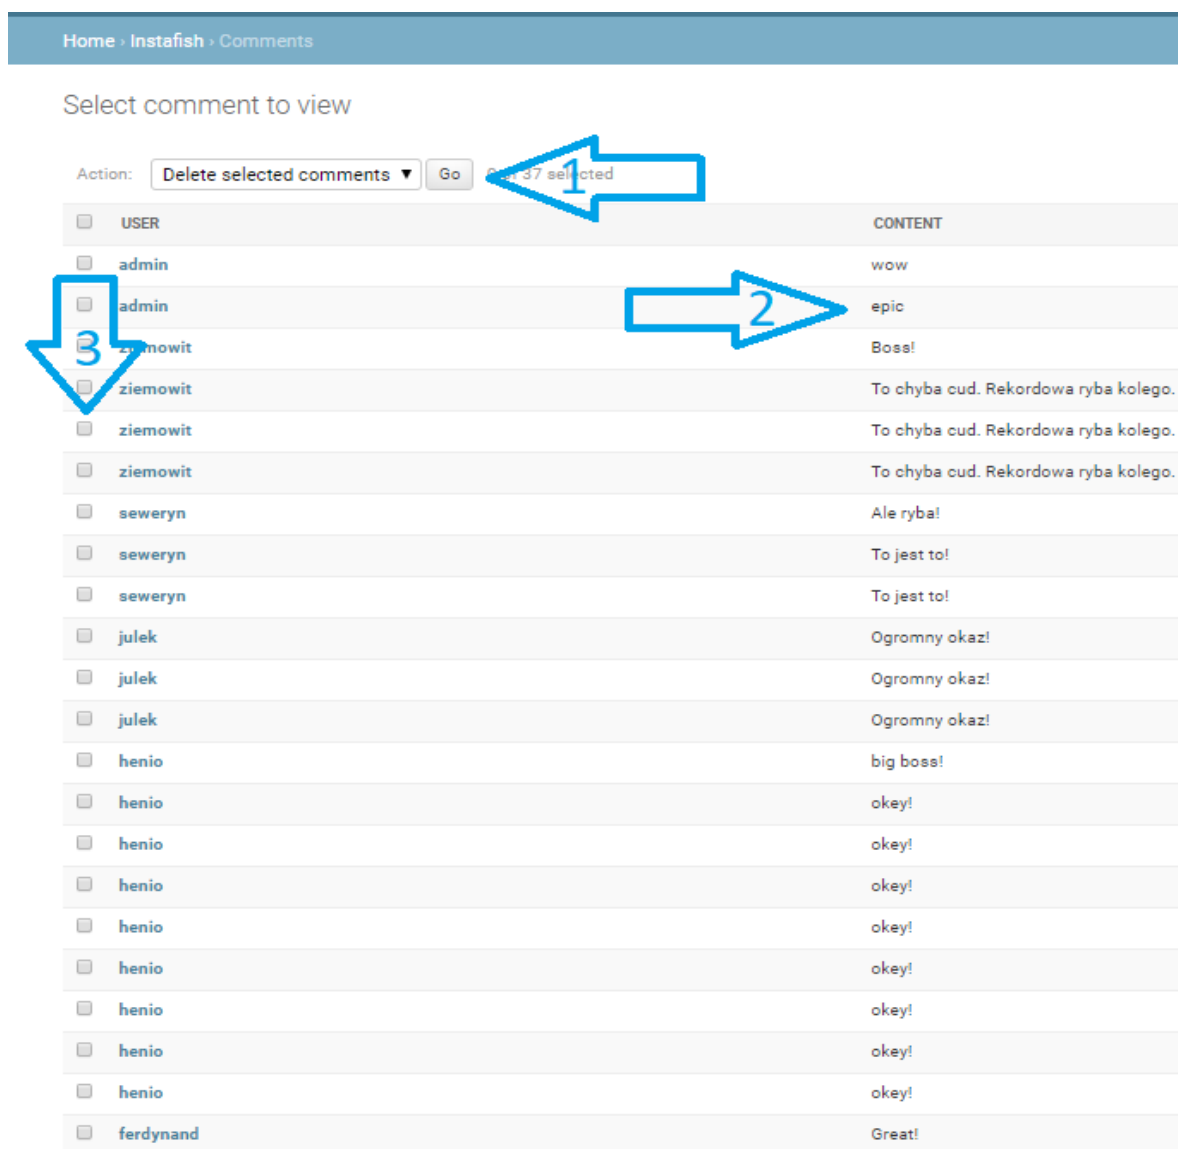 Home › Instafish › Comments
Select comment to view
Action: Delete selected comments ▼ Go 37 selected
1
USER CONTENT
admin wow
admin epic
2
3
ziemowit Boss!
ziemowit To chyba cud. Rekordowa ryba kolego.
ziemowit To chyba cud. Rekordowa ryba kolego.
ziemowit To chyba cud. Rekordowa ryba kolego.
seweryn Ale ryba!
seweryn To jest to!
seweryn To jest to!
julek Ogromny okaz!
julek Ogromny okaz!
julek Ogromny okaz!
henio big boss!
henio okey!
henio okey!
henio okey!
henio okey!
henio okey!
henio okey!
henio okey!
henio okey!
ferdynand Great!